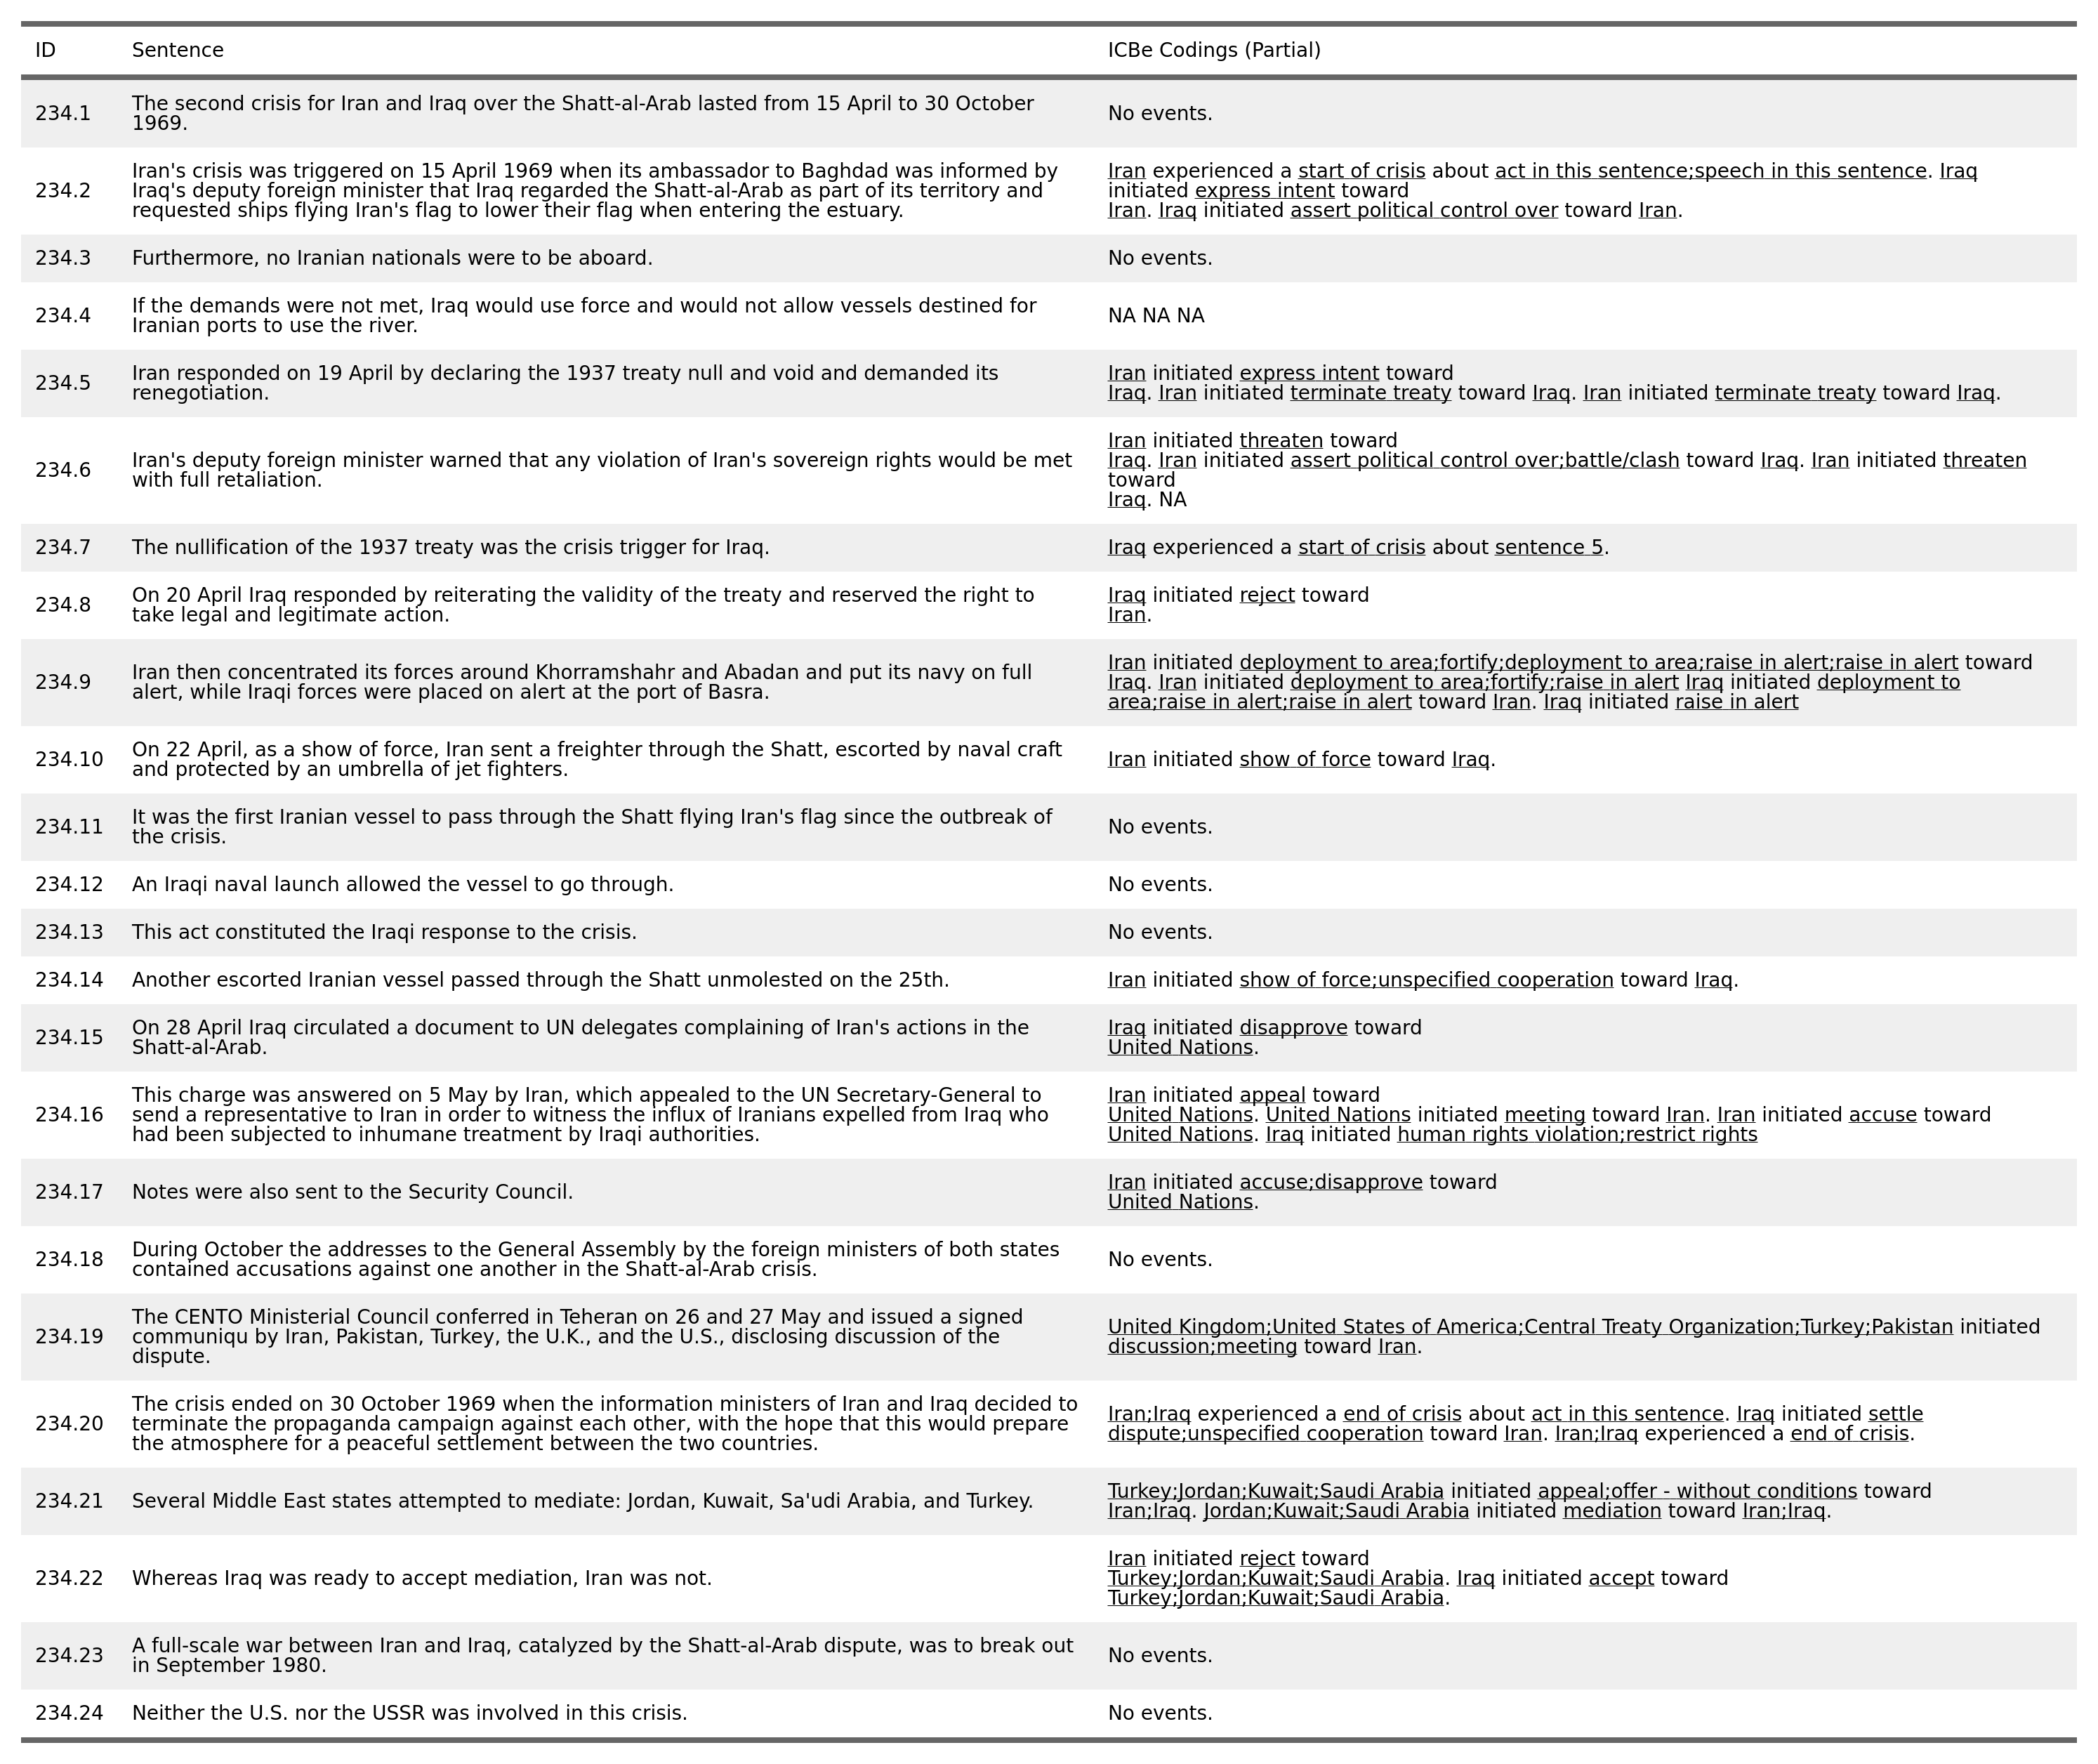 ID Sentence ICBe Codings (Partial)
234.1 The second crisis for Iran and Iraq over the Shatt-al-Arab lasted from 15 April to 30 October
1969. No events.
234.2 Iran's crisis was triggered on 15 April 1969 when its ambassador to Baghdad was informed by
Iraq's deputy foreign minister that Iraq regarded the Shatt-al-Arab as part of its territory and
requested ships flying Iran's flag to lower their flag when entering the estuary.
Iran experienced a start of crisis about act in this sentence;speech in this sentence. Iraq
initiated express intent toward
Iran. Iraq initiated assert political control over toward Iran.
234.3 Furthermore, no Iranian nationals were to be aboard. No events.
234.4 If the demands were not met, Iraq would use force and would not allow vessels destined for
Iranian ports to use the river.
NA NA NA
234.5 Iran responded on 19 April by declaring the 1937 treaty null and void and demanded its
renegotiation.
Iran initiated express intent toward
Iraq. Iran initiated terminate treaty toward Iraq. Iran initiated terminate treaty toward Iraq.
234.6 Iran's deputy foreign minister warned that any violation of Iran's sovereign rights would be met
with full retaliation.
Iran initiated threaten toward
Iraq. Iran initiated assert political control over;battle/clash toward Iraq. Iran initiated threaten
toward
Iraq. NA
234.7 The nullification of the 1937 treaty was the crisis trigger for Iraq. Iraq experienced a start of crisis about sentence 5.
234.8 On 20 April Iraq responded by reiterating the validity of the treaty and reserved the right to
take legal and legitimate action.
Iraq initiated reject toward
Iran.
234.9 Iran then concentrated its forces around Khorramshahr and Abadan and put its navy on full
alert, while Iraqi forces were placed on alert at the port of Basra.
Iran initiated deployment to area;fortify;deployment to area;raise in alert;raise in alert toward
Iraq. Iran initiated deployment to area;fortify;raise in alert Iraq initiated deployment to
area;raise in alert;raise in alert toward Iran. Iraq initiated raise in alert
234.10 On 22 April, as a show of force, Iran sent a freighter through the Shatt, escorted by naval craft
and protected by an umbrella of jet fighters.
Iran initiated show of force toward Iraq.
234.11 It was the first Iranian vessel to pass through the Shatt flying Iran's flag since the outbreak of
the crisis.
No events.
234.12 An Iraqi naval launch allowed the vessel to go through. No events.
234.13 This act constituted the Iraqi response to the crisis. No events.
234.14 Another escorted Iranian vessel passed through the Shatt unmolested on the 25th. Iran initiated show of force;unspecified cooperation toward Iraq.
234.15 On 28 April Iraq circulated a document to UN delegates complaining of Iran's actions in the
Shatt-al-Arab.
Iraq initiated disapprove toward
United Nations.
234.16 This charge was answered on 5 May by Iran, which appealed to the UN Secretary-General to
send a representative to Iran in order to witness the influx of Iranians expelled from Iraq who
had been subjected to inhumane treatment by Iraqi authorities.
Iran initiated appeal toward
United Nations. United Nations initiated meeting toward Iran. Iran initiated accuse toward
United Nations. Iraq initiated human rights violation;restrict rights
234.17 Notes were also sent to the Security Council.
Iran initiated accuse;disapprove toward
United Nations.
234.18 During October the addresses to the General Assembly by the foreign ministers of both states
contained accusations against one another in the Shatt-al-Arab crisis.
No events.
234.19 The CENTO Ministerial Council conferred in Teheran on 26 and 27 May and issued a signed
communiqu by Iran, Pakistan, Turkey, the U.K., and the U.S., disclosing discussion of the
dispute.
United Kingdom;United States of America;Central Treaty Organization;Turkey;Pakistan initiated
discussion;meeting toward Iran.
234.20 The crisis ended on 30 October 1969 when the information ministers of Iran and Iraq decided to
terminate the propaganda campaign against each other, with the hope that this would prepare
the atmosphere for a peaceful settlement between the two countries.
Iran;Iraq experienced a end of crisis about act in this sentence. Iraq initiated settle
dispute;unspecified cooperation toward Iran. Iran;Iraq experienced a end of crisis.
234.21 Several Middle East states attempted to mediate: Jordan, Kuwait, Sa'udi Arabia, and Turkey.
Turkey;Jordan;Kuwait;Saudi Arabia initiated appeal;offer - without conditions toward
Iran;Iraq. Jordan;Kuwait;Saudi Arabia initiated mediation toward Iran;Iraq.
234.22 Whereas Iraq was ready to accept mediation, Iran was not.
Iran initiated reject toward
Turkey;Jordan;Kuwait;Saudi Arabia. Iraq initiated accept toward
Turkey;Jordan;Kuwait;Saudi Arabia.
234.23 A full-scale war between Iran and Iraq, catalyzed by the Shatt-al-Arab dispute, was to break out
in September 1980.
No events.
234.24 Neither the U.S. nor the USSR was involved in this crisis. No events.